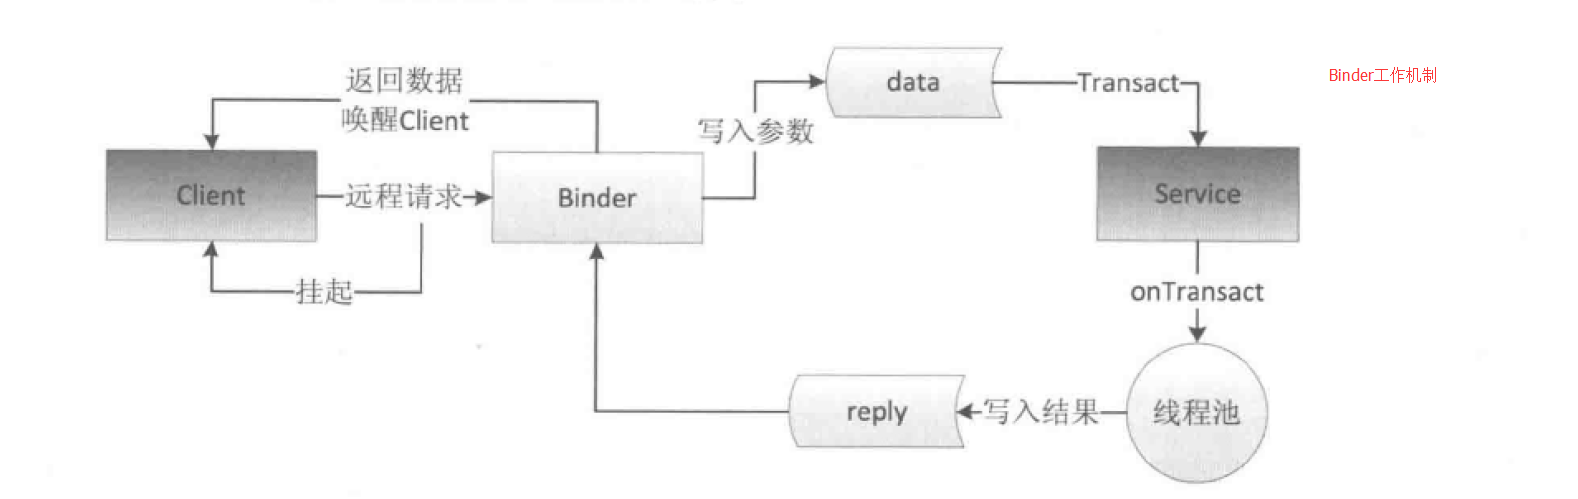 data
Binder工作机制
返回数据
唤醒Client
Transact
写入参数
Client
远程请求
Binder
Service
挂起
onTransact
reply
写入结果
线程池